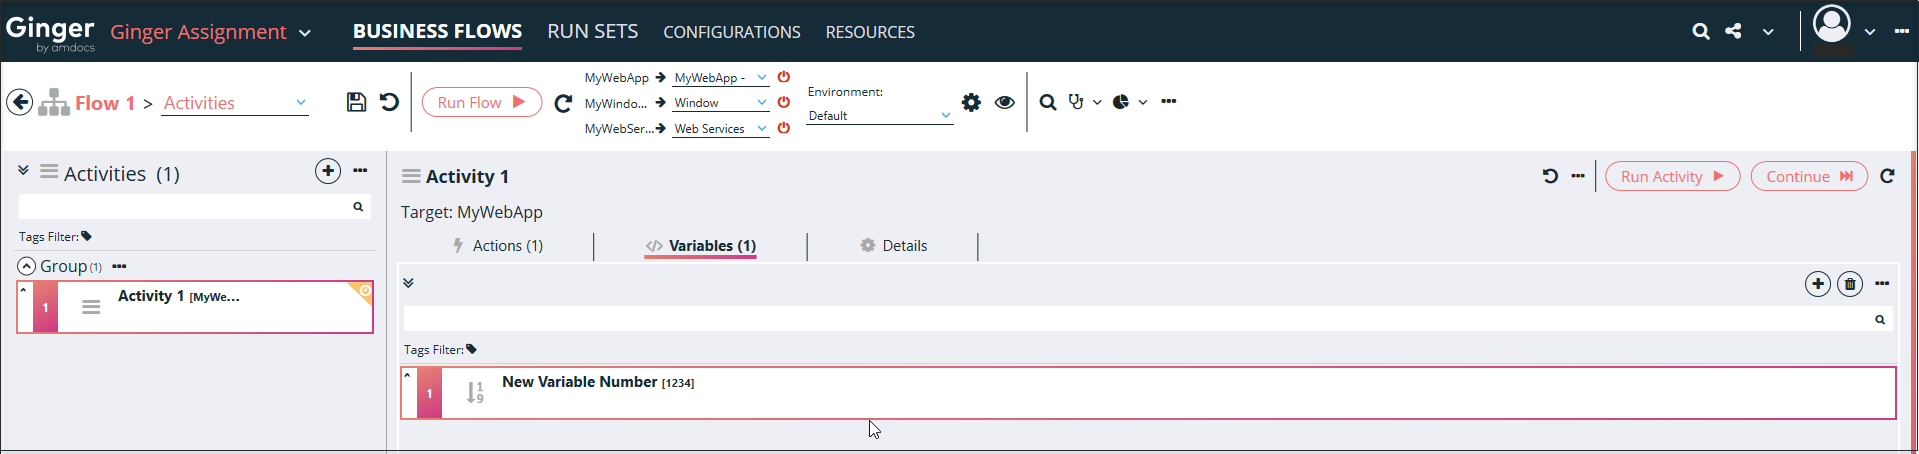 Ginger
by amdocs
Ginger Assignment
BUSINESS FLOWS RUN SETS CONFIGURATIONS RESOURCES
Flow 1 > Activities
Run Flow
MyWebApp MyWebApp -
MyWindo... Window
MyWebSer... Web Services
Environment:
Default
Activities (1)
Tags Filter:
Group (1)
1 Activity 1 [MyWe...
Activity 1
Run Activity Continue
Target: MyWebApp
Actions (1) Variables (1) Details
Tags Filter:
1 New Variable Number [1234]